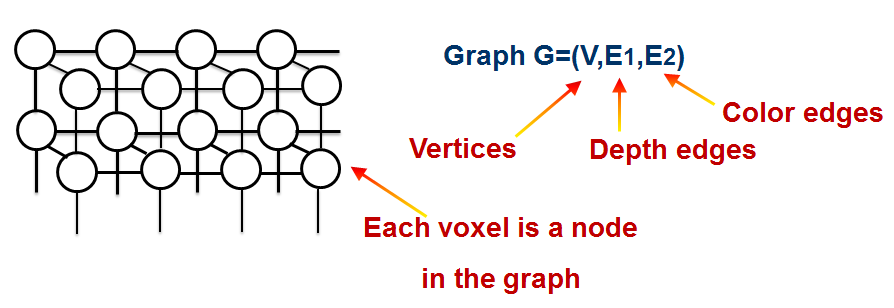 Graph G=(V,E1,E2)
Color edges
Vertices
Depth edges
Each voxel is a node
in the graph